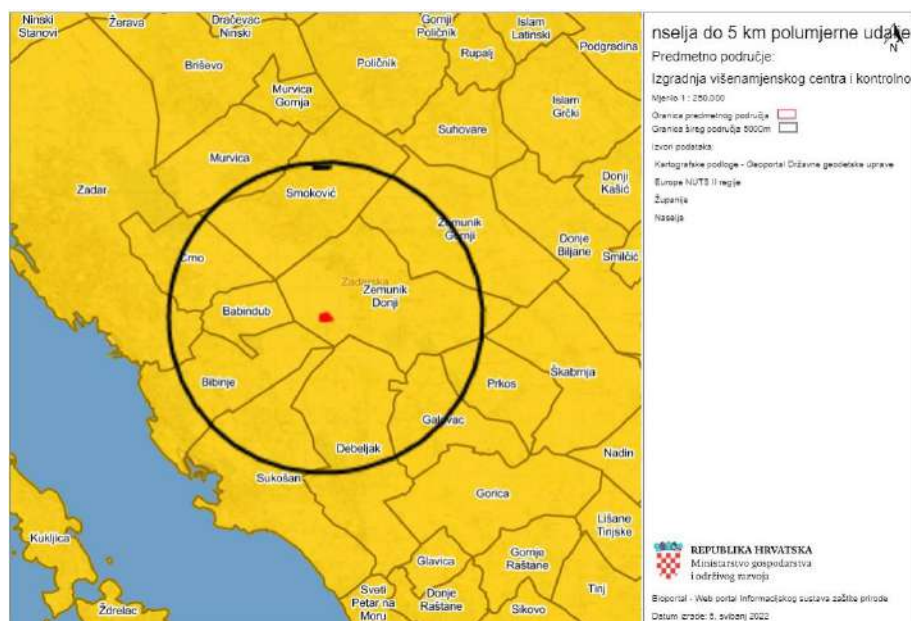 Ninski
Stanovi
Žerava
Dračevac
Ninski
Gornji
Poličnik
Islam
Latinski
Podgradina
Rupalj
Poličnik
Briševo
Murvica
Gornja
Islam
Grčki
Suhovare
Murvica
Zadar
Smoković
Donji
Kašić
Zemunik
Gornji
Donje
Biljane
Smilčić
Crno
Zadarska
Zemunik
Donji
Babindub
Bibinje
Prkos
Škabrnja
Galovac
Debeljak
Nadin
Sukošan
Gorica
Lišane
Tinjske
Kukljica
Glavica
Gornje
Raštane
Tinj
Sveti
Petar na
Moru
Donje
Raštane
Sikovo
Ždrelac
nselja do 5 km polumjerne udalje
N
Predmetno područje:
Izgradnja višenamjenskog centra i kontrolno
Mjerilo 1 : 250.000
Granica predmetnog područja
Granica šireg područja 5000m
Izvori podataka:
Kartografske podloge - Geoportal Državne geodetske uprave
Europe NUTS II regije
Županije
Naselja
REPUBLIKA HRVATSKA
Ministarstvo gospodarstva
i održivog razvoja
Bioportal - Web portal Informacijskog sustava zaštite prirode
Datum izrade: 5. svibanj 2022